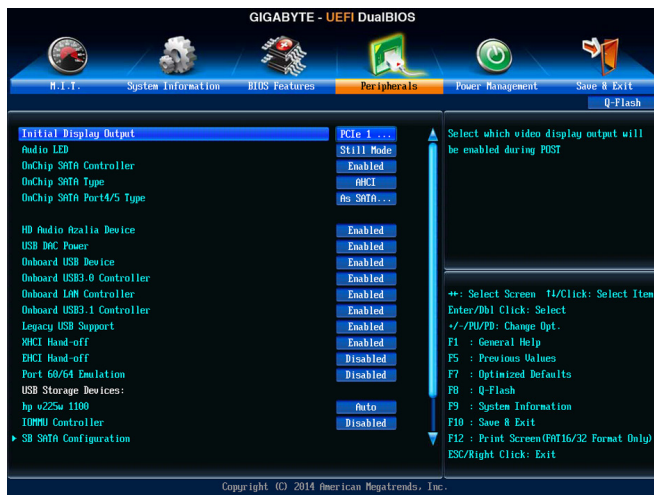 GIGABYTE - UEFI DualBIOS
M.I.T. System Information BIOS Features Peripherals Power Management Save & Exit
Q-Flash
Initial Display Output PCIe 1 ...
Audio LED Still Mode
OnChip SATA Controller Enabled
OnChip SATA Type AHCI
OnChip SATA Port4/5 Type As SATA...
HD Audio Azalia Device Enabled
USB DAC Power Enabled
Onboard USB Device Enabled
Onboard USB3.0 Controller Enabled
Onboard LAN Controller Enabled
Onboard USB3.1 Controller Enabled
Legacy USB Support Enabled
XHCI Hand-off Enabled
EHCI Hand-off Disabled
Port 60/64 Emulation Disabled
USB Storage Devices:
hp v225w 1100 Auto
IOMMU Controller Disabled
SB SATA Configuration
Select which video display output will
be enabled during POST
↔: Select Screen ↑↓/Click: Select Item
Enter/Dbl Click: Select
+/-/PU/PD: Change Opt.
F1 : General Help
F5 : Previous Values
F7 : Optimized Defaults
F8 : Q-Flash
F9 : System Information
F10 : Save & Exit
F12 : Print Screen(FAT16/32 Format Only)
ESC/Right Click: Exit
Copyright (C) 2014 American Megatrends, Inc.